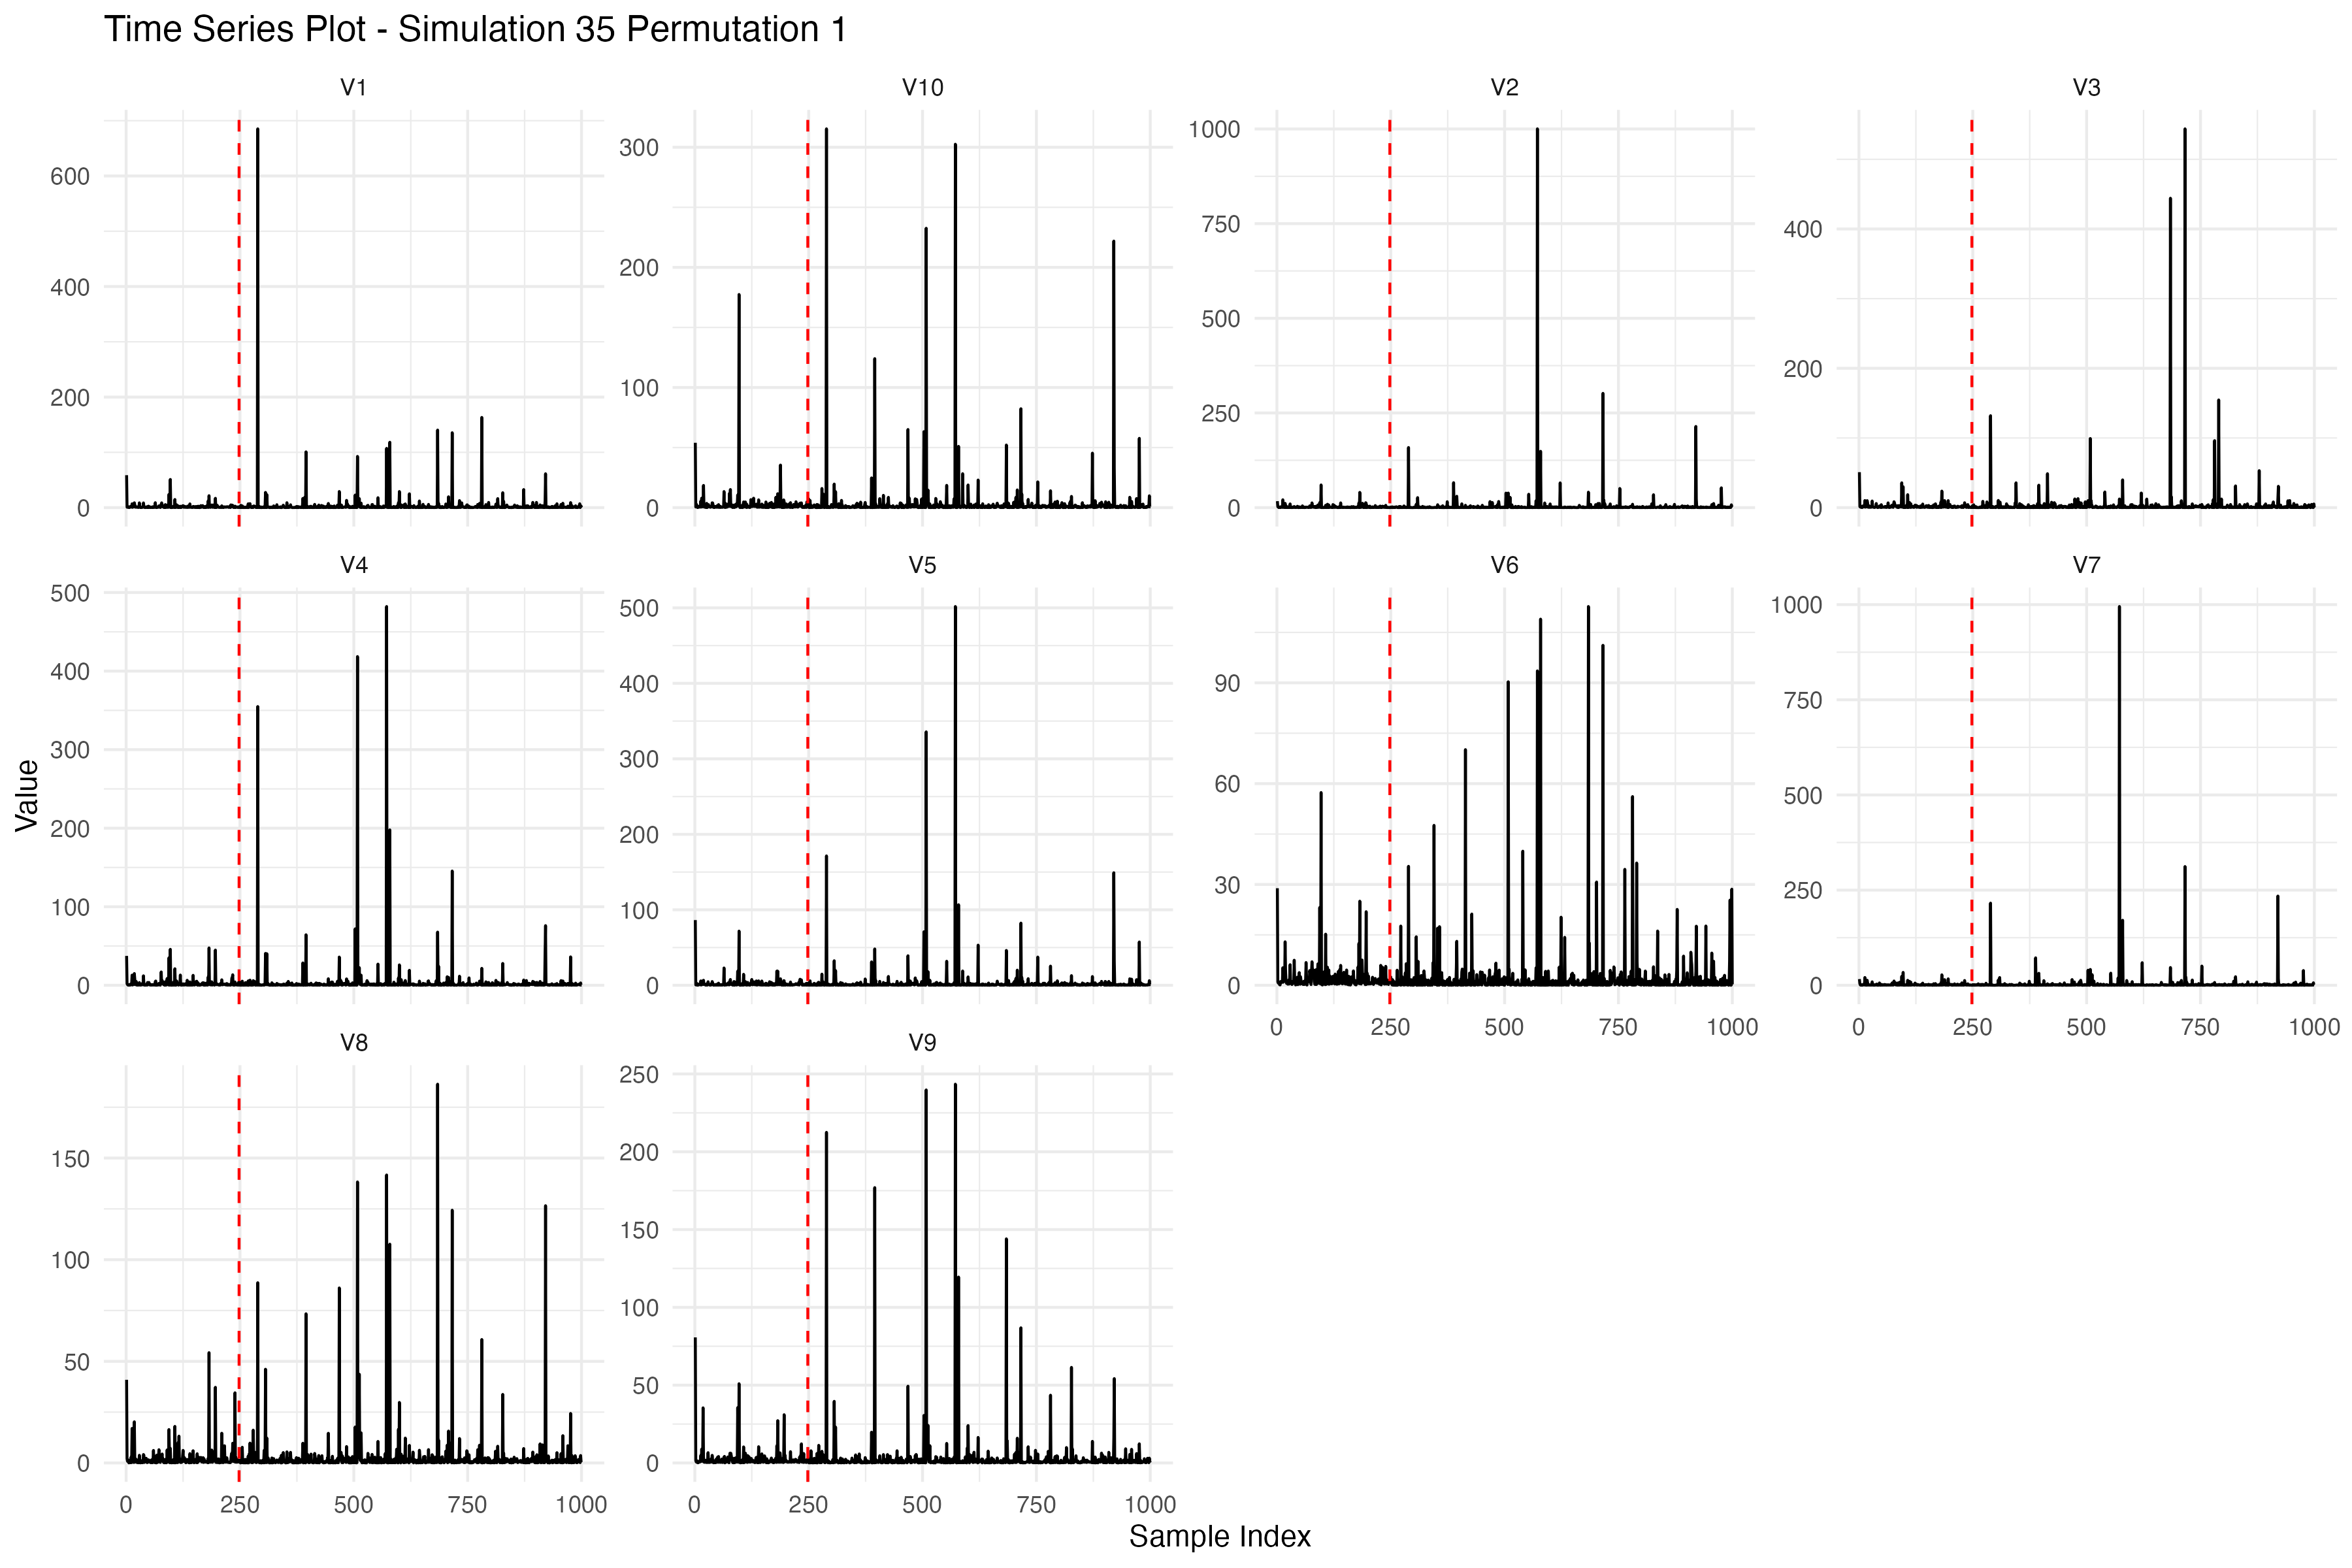 Time Series Plot - Simulation 35 Permutation 1
V1 V10 V2 V3
600 400 200 0
300 200 100 0
1000 750 500 250 0
400 200 0
V4 V5 V6 V7
500 400 300 200 100 0
500 400 300 200 100 0
90 60 30 0
1000 750 500 250 0
0 250 500 750 1000
0 250 500 750 1000
V8 V9
150 100 50 0
250 200 150 100 50 0
0 250 500 750 1000
0 250 500 750 1000
Value
Sample Index